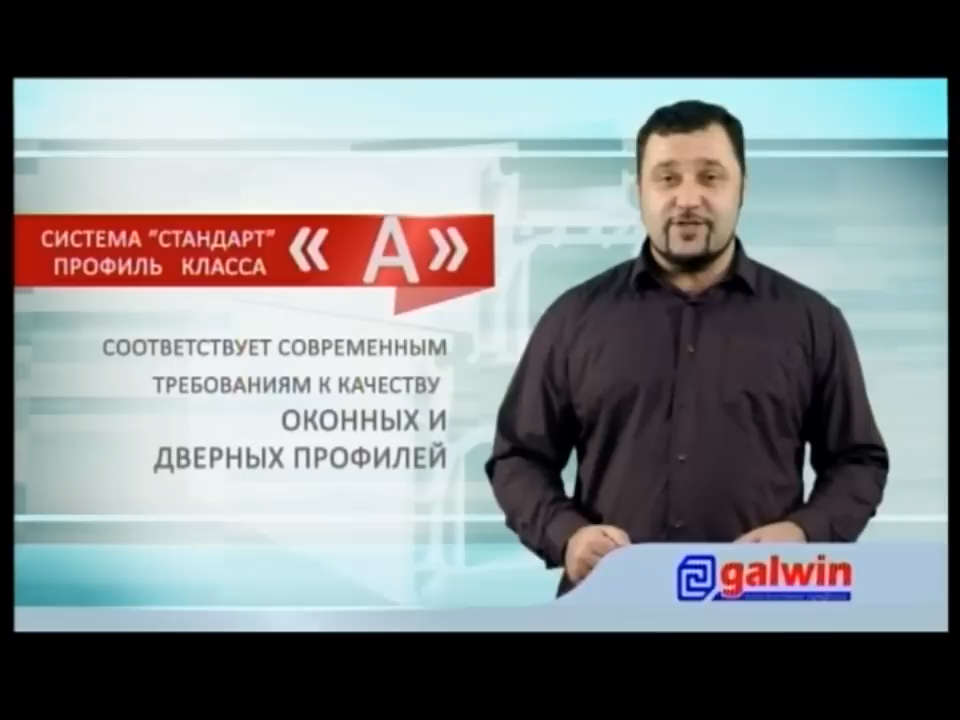 СИСТЕМА "СТАНДАРТ"
ПРОФИЛЬ КЛАССА « А »
СООТВЕТСТВУЕТ СОВРЕМЕННЫМ
ТРЕБОВАНИЯМ К КАЧЕСТВУ
ОКОННЫХ И
ДВЕРНЫХ ПРОФИЛЕЙ
galwin